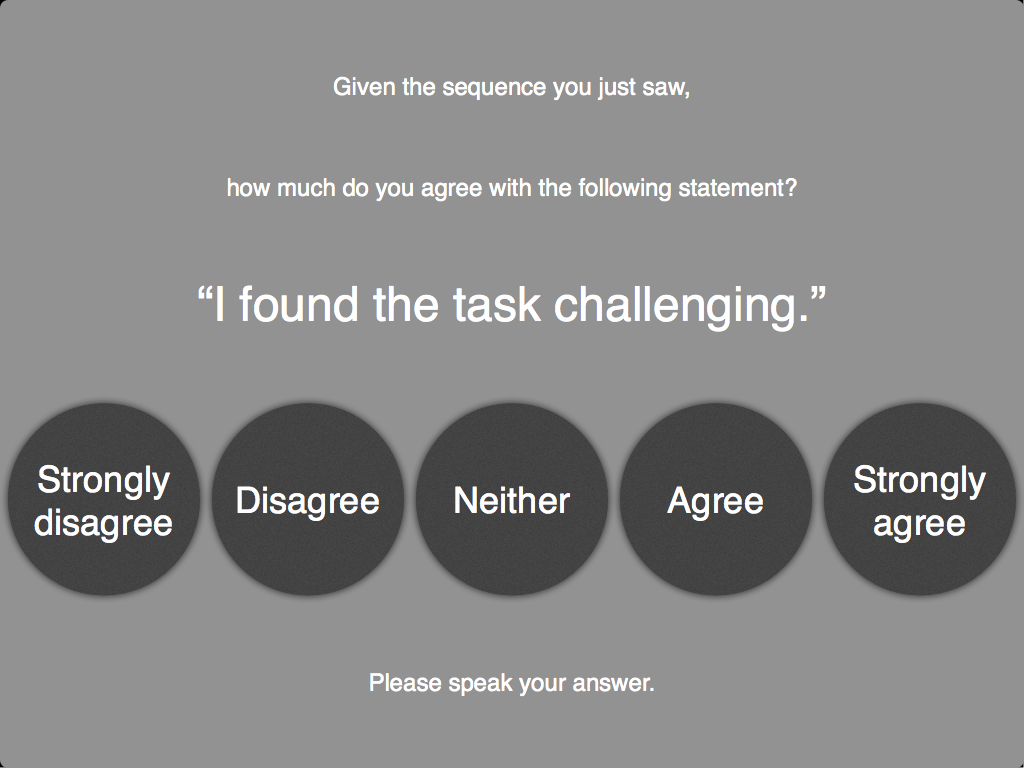 Given the sequence you just saw,
how much do you agree with the following statement?
“I found the task challenging.”
Strongly disagree
Disagree
Neither
Agree
Strongly agree
Please speak your answer.